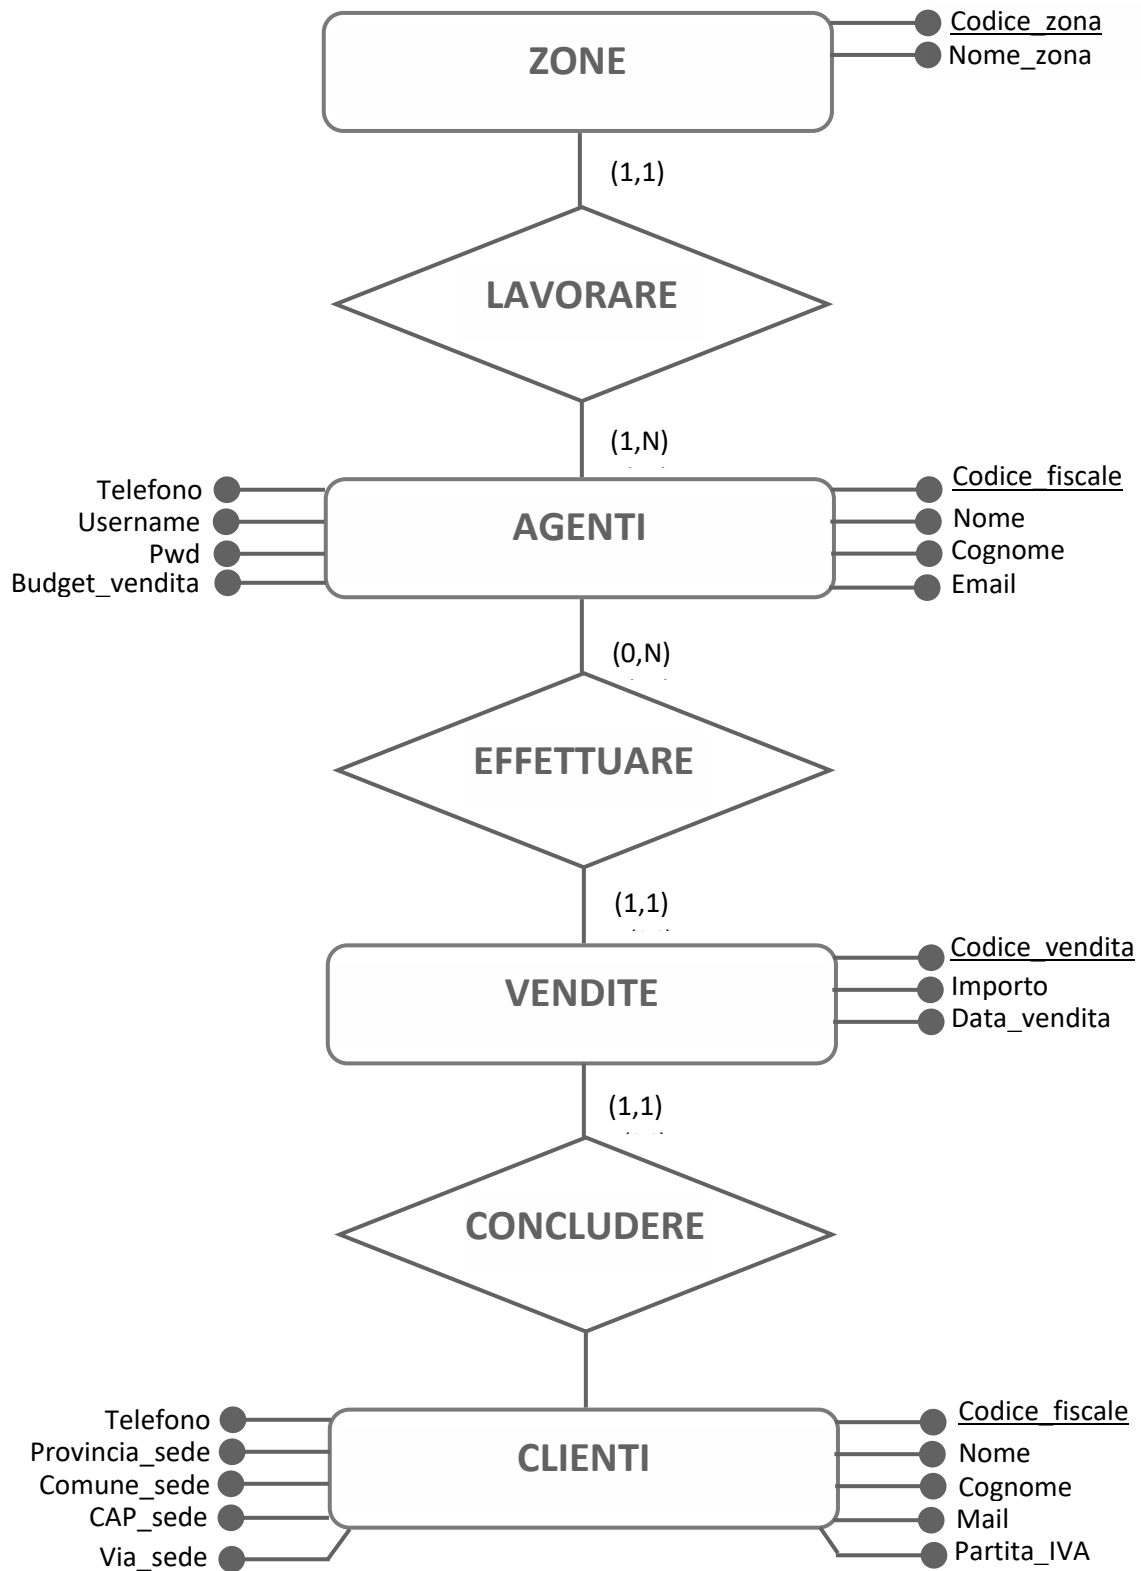 Codice_zona
ZONE
Nome_zona
(1,1)
LAVORARE
(1,N)
Telefono
Codice_fiscale
Username
AGENTI
Nome
Pwd
Cognome
Budget_vendita
Email
(0,N)
EFFETTUARE
(1,1)
Codice_vendita
VENDITE
Importo
Data_vendita
(1,1)
CONCLUDERE
Telefono
Codice_fiscale
Provincia_sede
CLIENTI
Nome
Comune_sede
Cognome
CAP_sede
Mail
Via_sede
Partita_IVA